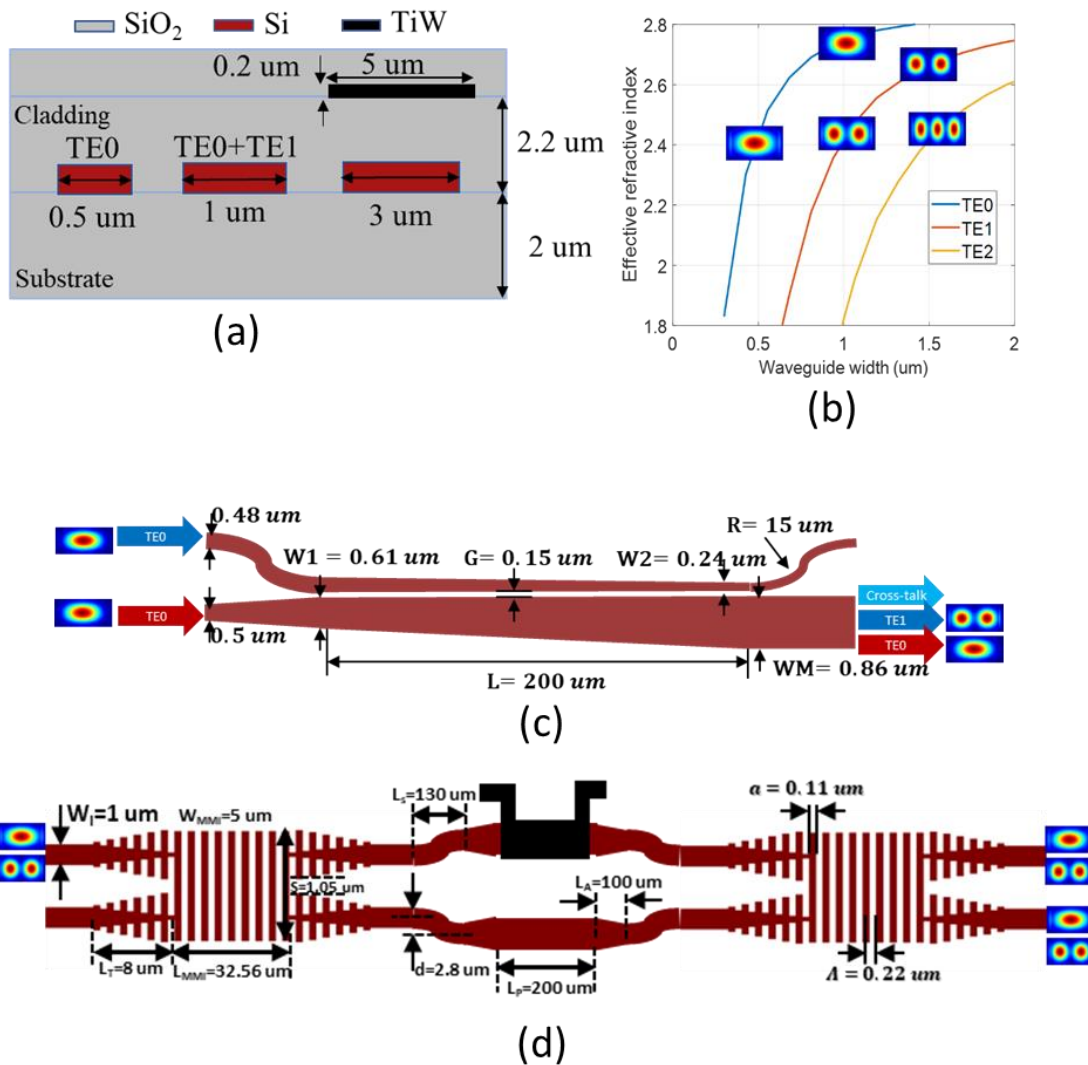 SiO2 Si TiW
0.2 um 5 um
Cladding
TE0 TE0+TE1
2.2 um
0.5 um 1 um 3 um
2 um
Substrate
(a)
Effective refractive index
2.8
2.6
2.4
2.2
2
1.8
TE0
TE1
TE2
0 0.5 1 1.5 2
Waveguide width (um)
(b)
0.48 um
TE0
W1 = 0.61 um G= 0.15 um W2= 0.24 um R= 15 um
TE0
0.5 um
Cross-talk
TE1
TE0
L= 200 um
WM= 0.86 um
(c)
WI=1 um
WMMI=5 um
Ls=130 um
a = 0.11 um
S=1.05 um
LA=100 um
LT=8 um
LMMI=32.56 um
d=2.8 um
LP=200 um
Λ = 0.22 um
(d)